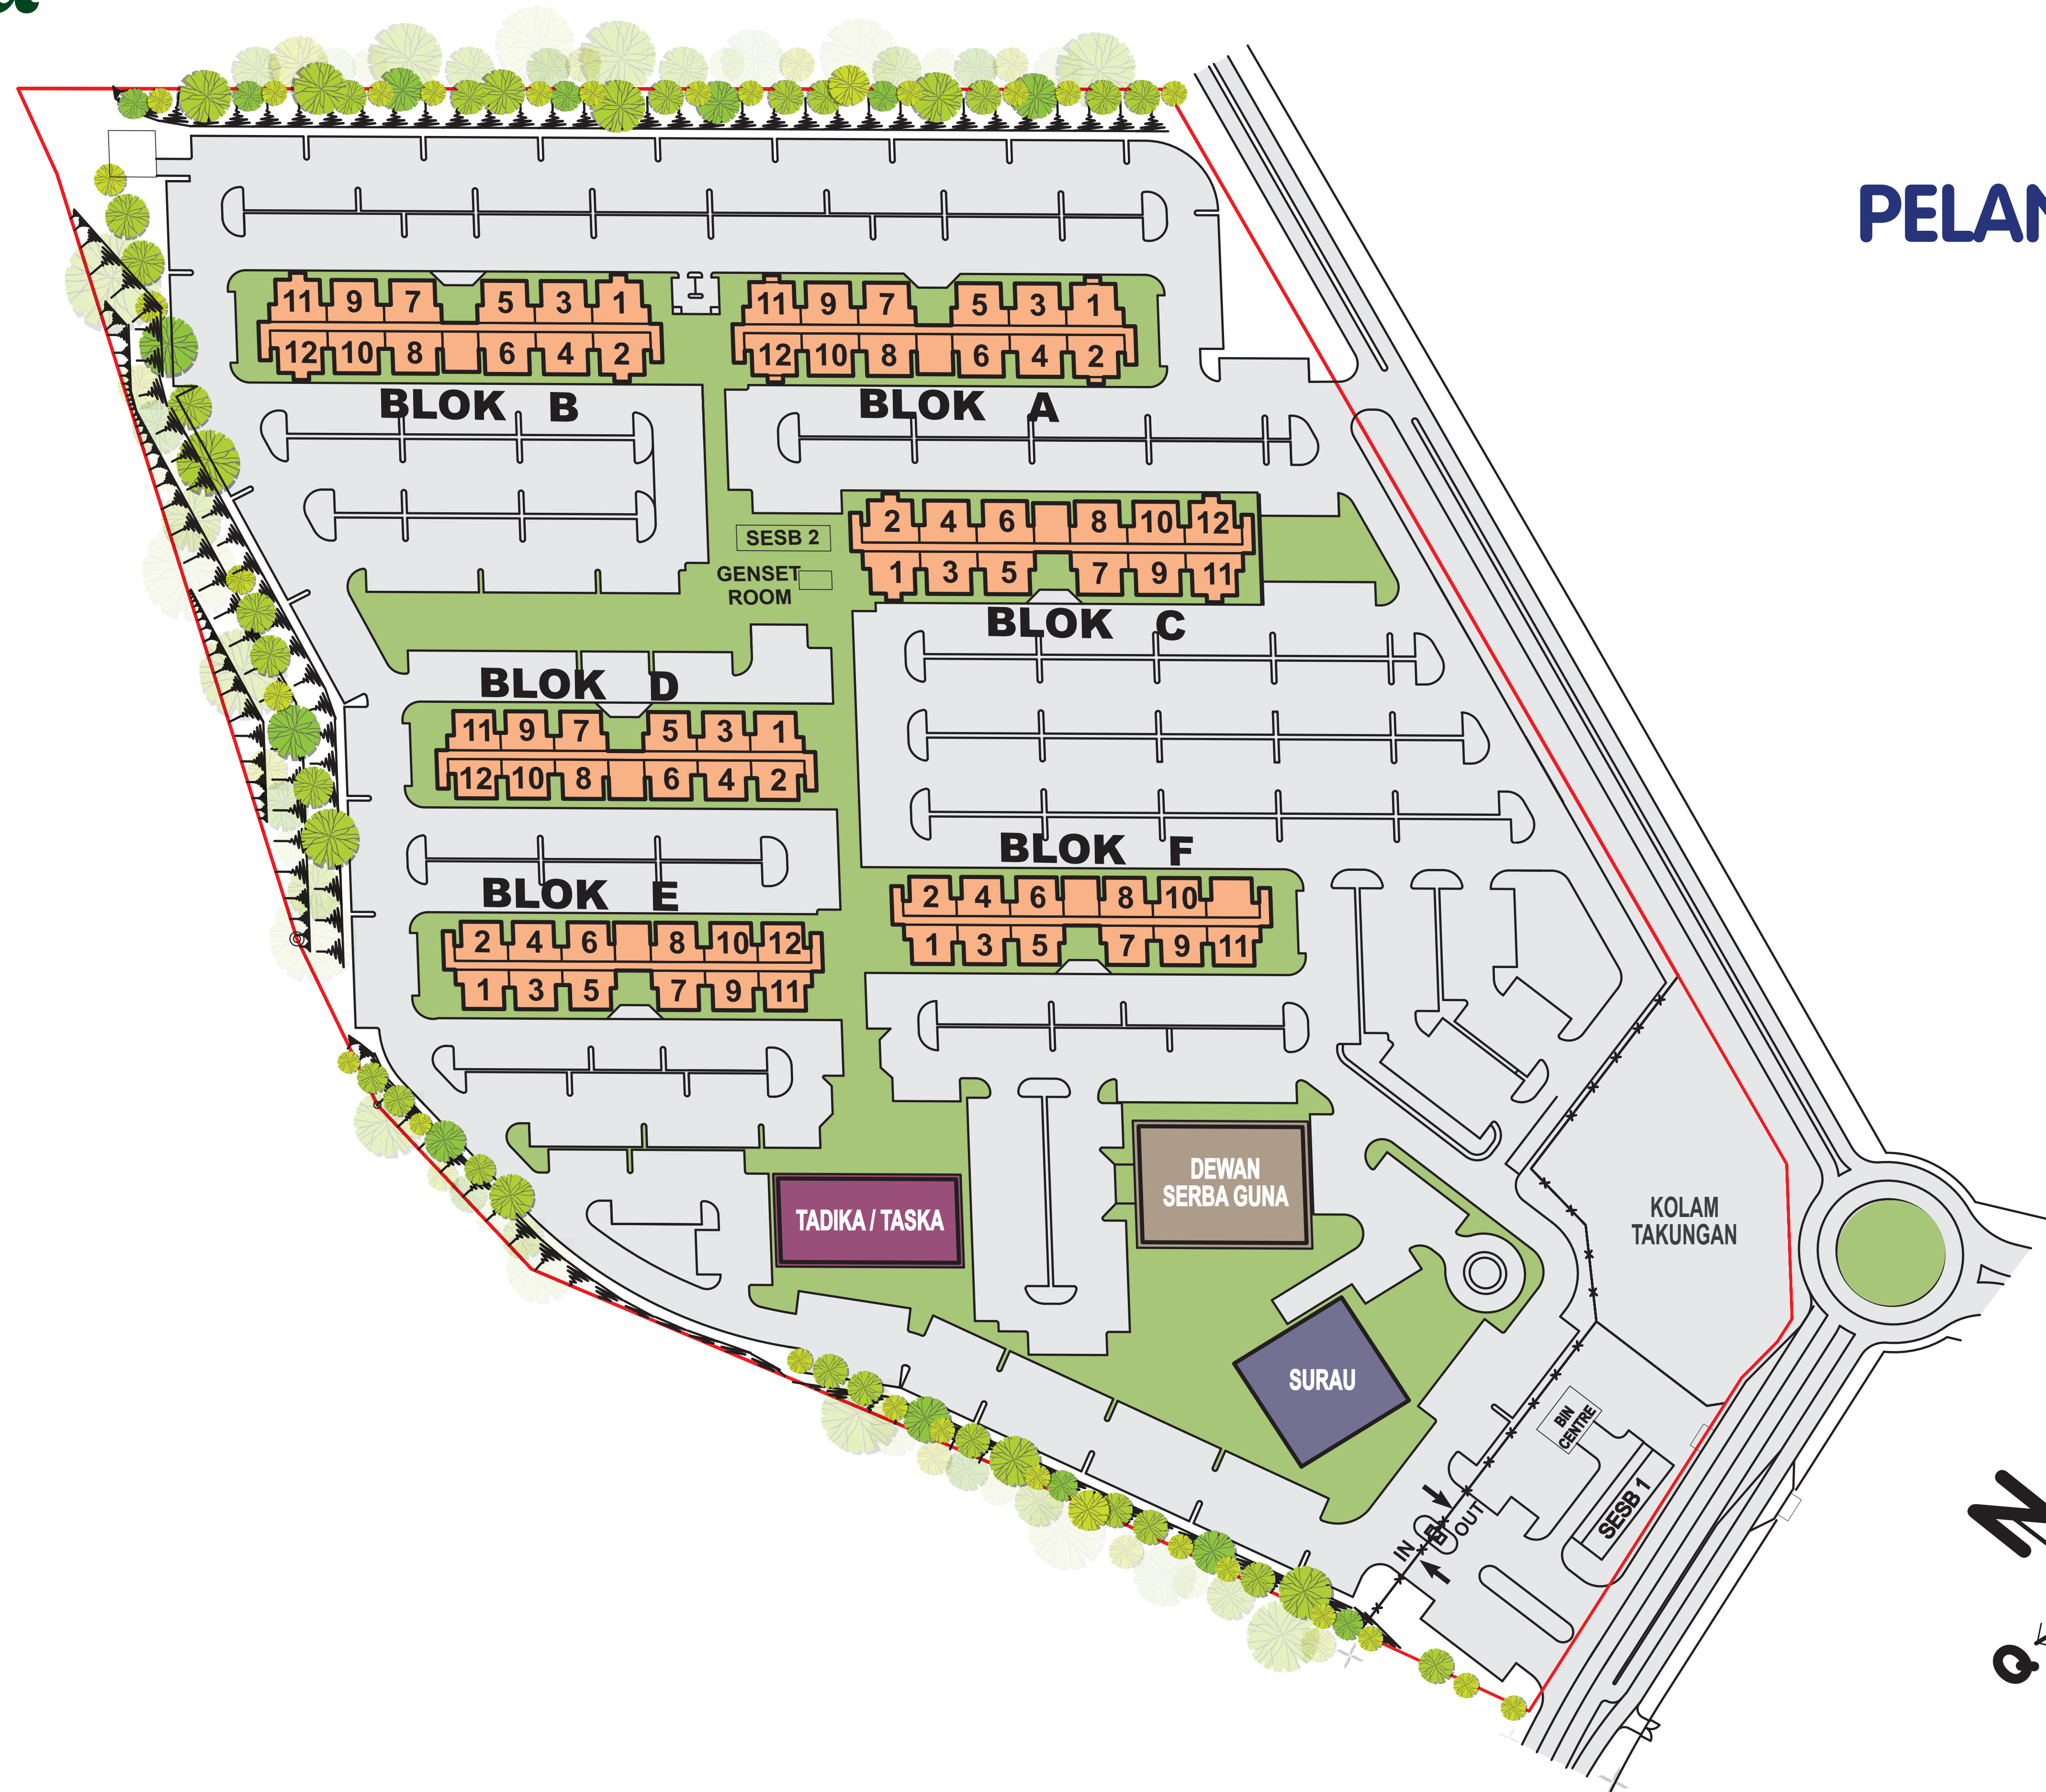 PELAN
11 9 7 5 3 1
12 10 8 6 4 2
11 9 7 5 3 1
12 10 8 6 4 2
BLOK B
BLOK A
2 4 6 8 10 12
1 3 5 7 9 11
SESB 2
GENSET
ROOM
BLOK C
BLOK D
11 9 7 5 3 1
12 10 8 6 4 2
BLOK F
BLOK E
2 4 6 8 10
1 3 5 7 9 11
2 4 6 8 10 12
1 3 5 7 9 11
DEWAN
SERBA GUNA
TADIKA / TASKA
KOLAM
TAKUNGAN
SURAU
BIN
CENTRE
SESB 1
IN
OUT
N